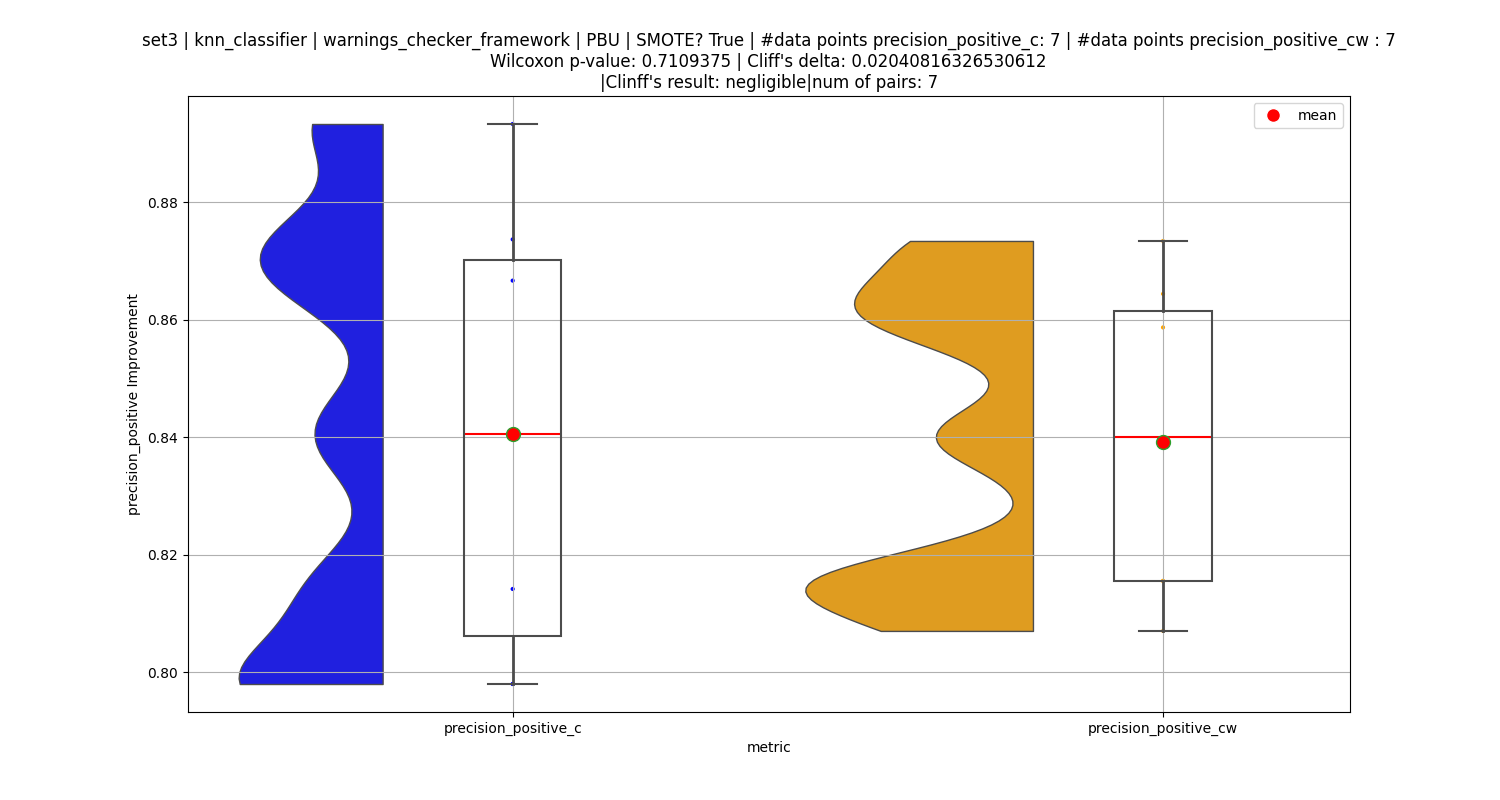 set3 | knn_classifier | warnings_checker_framework | PBU | SMOTE? True | #data points precision_positive_c: 7 | #data points precision_positive_cw : 7
Wilcoxon p-value: 0.7109375 | Cliff's delta: 0.02040816326530612
|Clinff's result: negligible|num of pairs: 7
mean
precision_positive Improvement
0.88
0.86
0.84
0.82
0.80
precision_positive_c
precision_positive_cw
metric